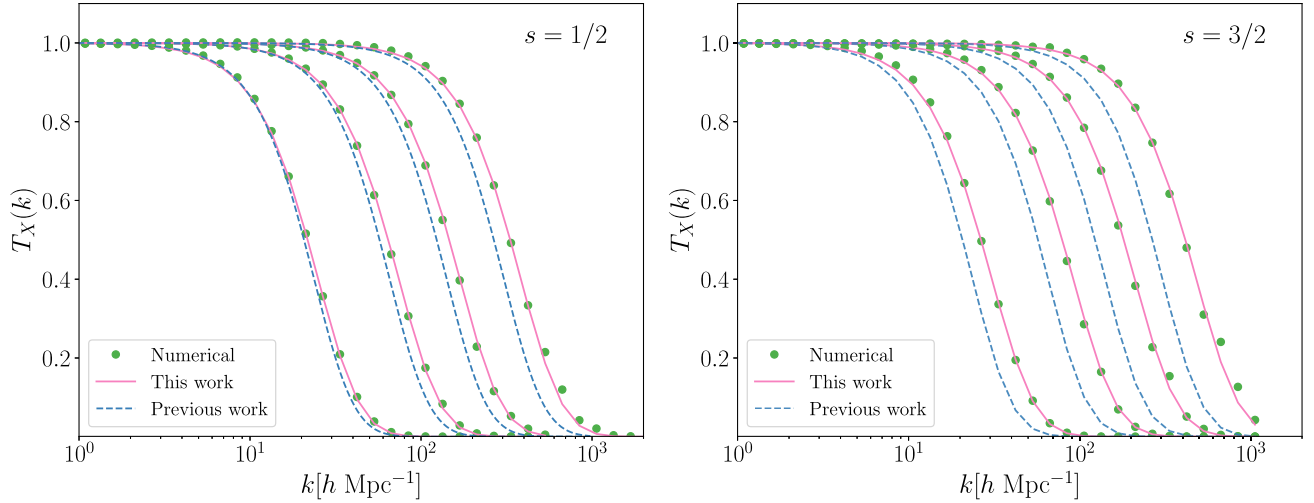 s = 1/2
1.0
0.8
0.6
0.4
0.2
T_X(k)
Numerical
This work
Previous work
10^0
10^1
10^2
10^3
k[h Mpc^{-1}]
s = 3/2
1.0
0.8
0.6
0.4
0.2
T_X(k)
Numerical
This work
Previous work
10^0
10^1
10^2
10^3
k[h Mpc^{-1}]